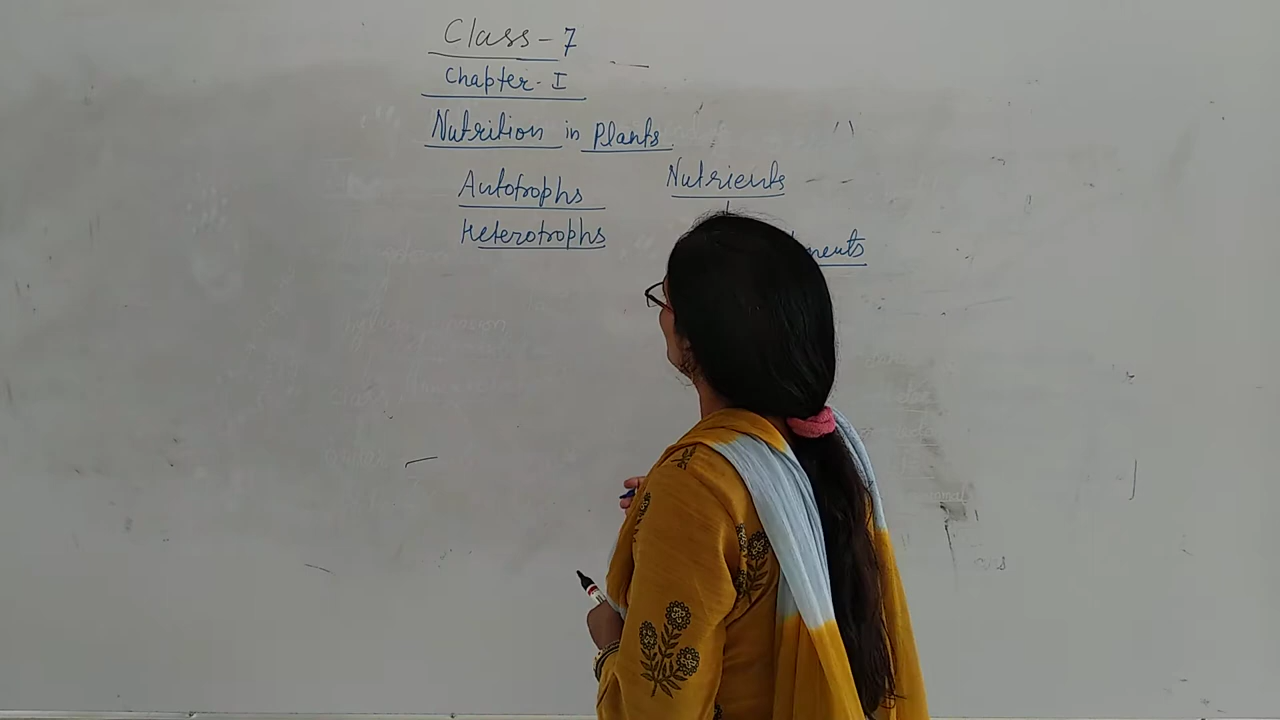 Class - 7
Chapter - I
Nutrition in Plants.
Autotrophs
Nutrients
Heterotrophs